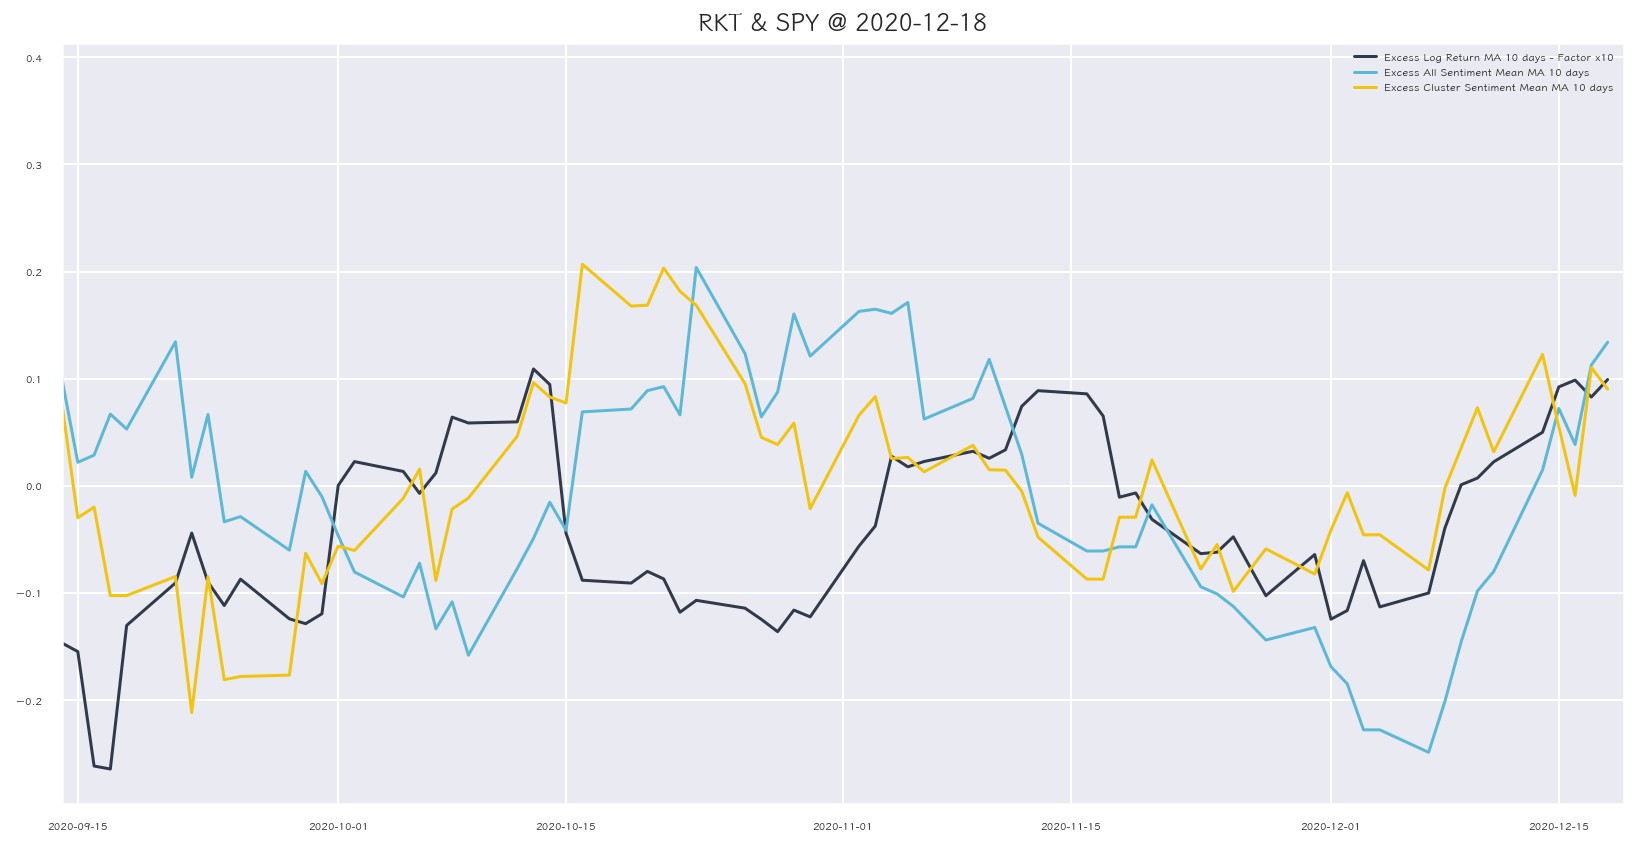 RKT & SPY @ 2020-12-18
Excess Log Return MA 10 days - Factor x10
Excess All Sentiment Mean MA 10 days
Excess Cluster Sentiment Mean MA 10 days
0.4
0.3
0.2
0.1
0.0
−0.1
−0.2
2020-09-15 2020-10-01 2020-10-15 2020-11-01 2020-11-15 2020-12-01 2020-12-15